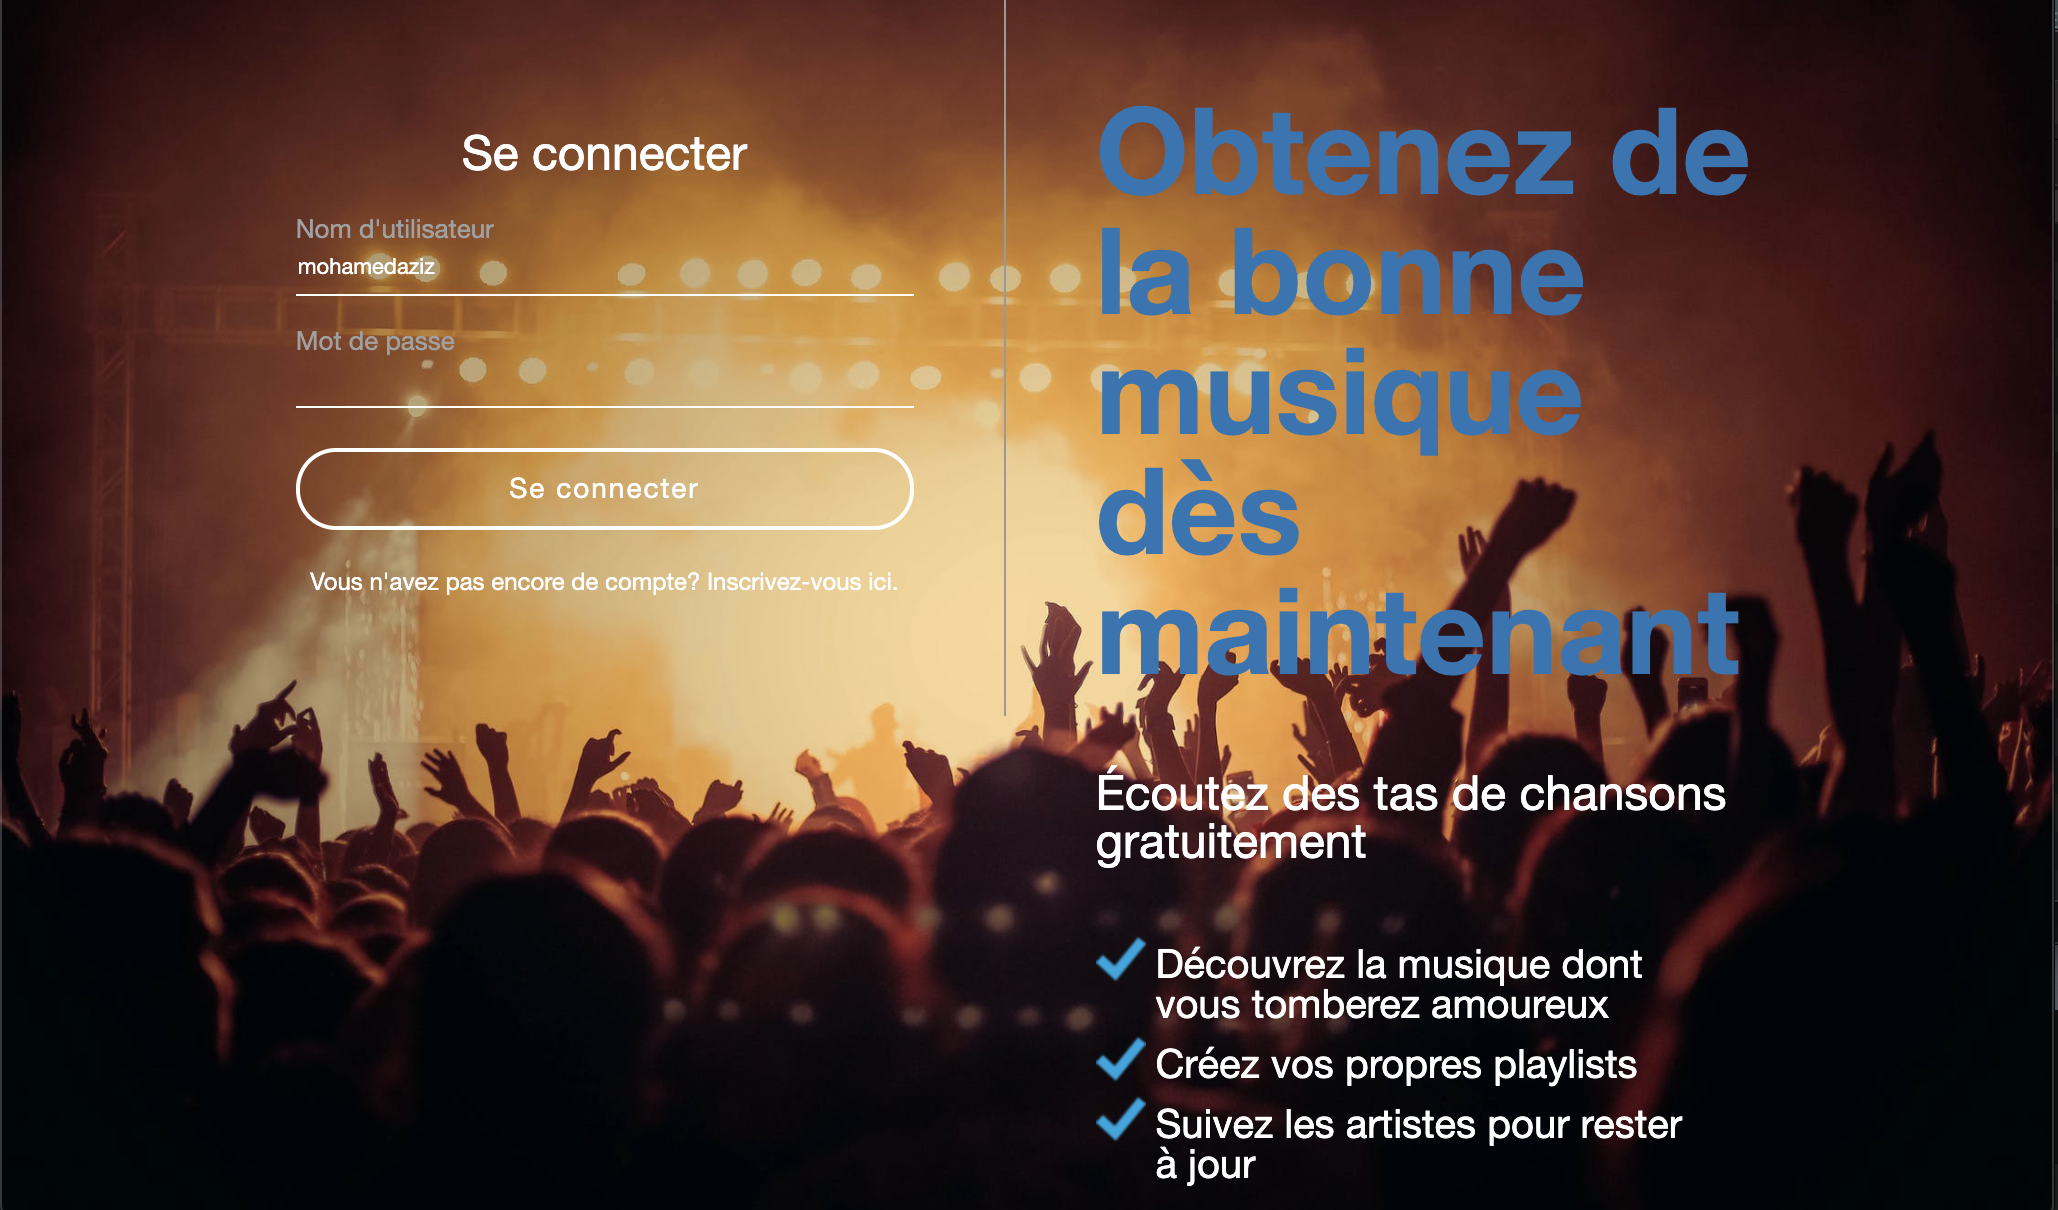 Se connecter
Nom d'utilisateur
mohamedaziz
Mot de passe
Se connecter
Vous n'avez pas encore de compte? Inscrivez-vous ici.
Obtenez de
la bonne
musique
dès
maintenant
Écoutez des tas de chansons
gratuitement
Découvrez la musique dont
vous tomberez amoureux
Créez vos propres playlists
Suivez les artistes pour rester
à jour